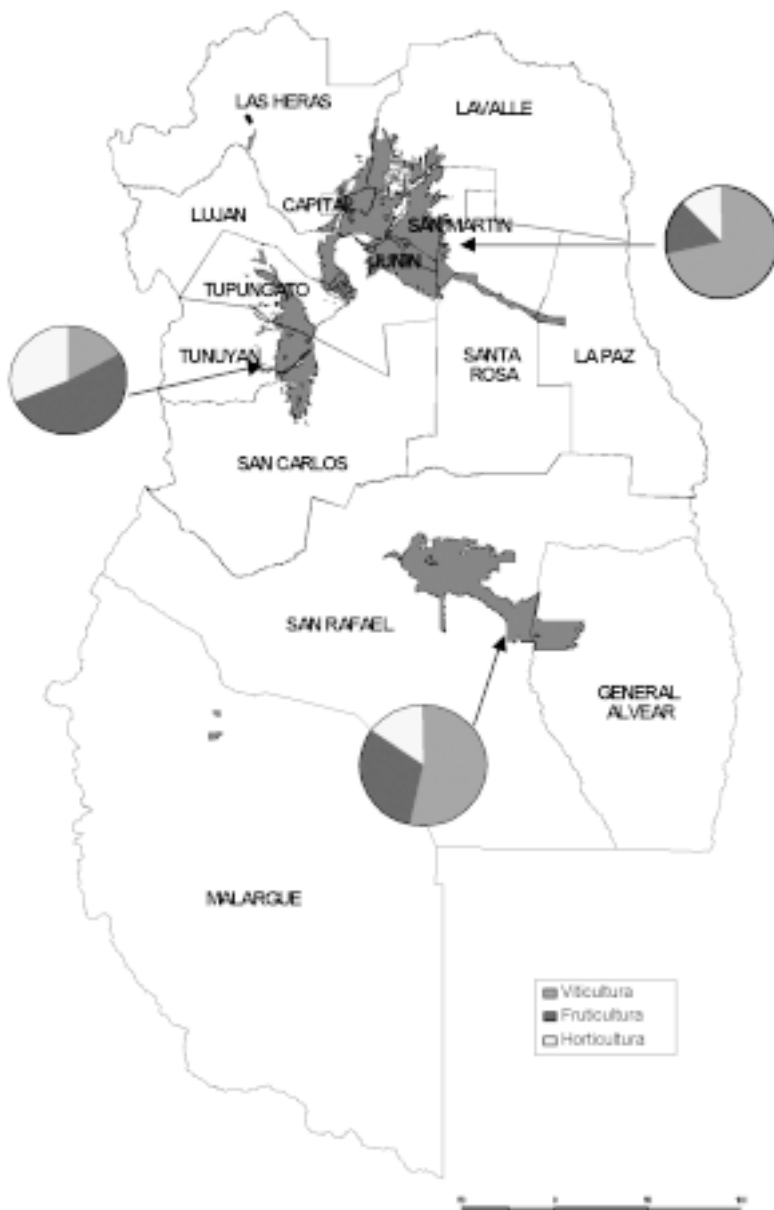 LAS HERAS
LAVALLE
CAPITAL
LUJAN
SAN MARTIN
JUNIN
TUPUNGATO
TUNUYAN
SANTA
ROSA
LA PAZ
SAN CARLOS
SAN RAFAEL
GENERAL
ALVEAR
MALARGUE
Viticultura
Fruticultura
Horticultura